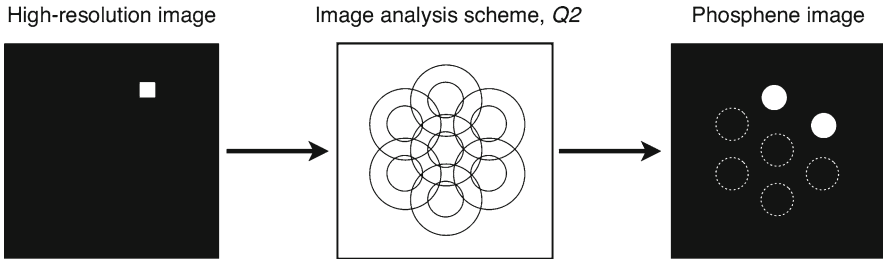 High-resolution image
Image analysis scheme, Q2
Phosphene image